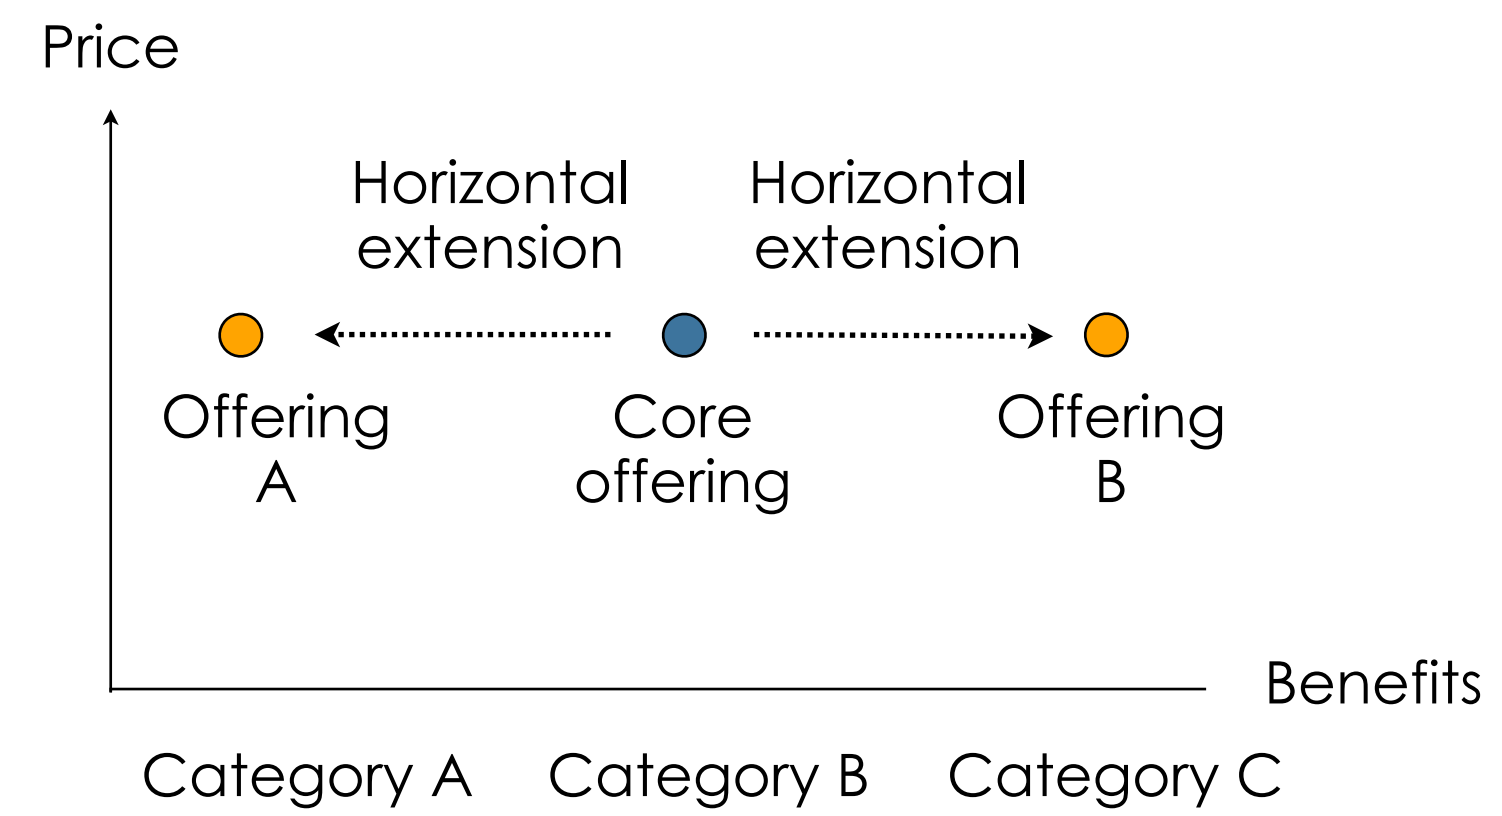 Price
Horizontal
extension
Horizontal
extension
Offering
A
Core
offering
Offering
B
Benefits
Category A
Category B
Category C